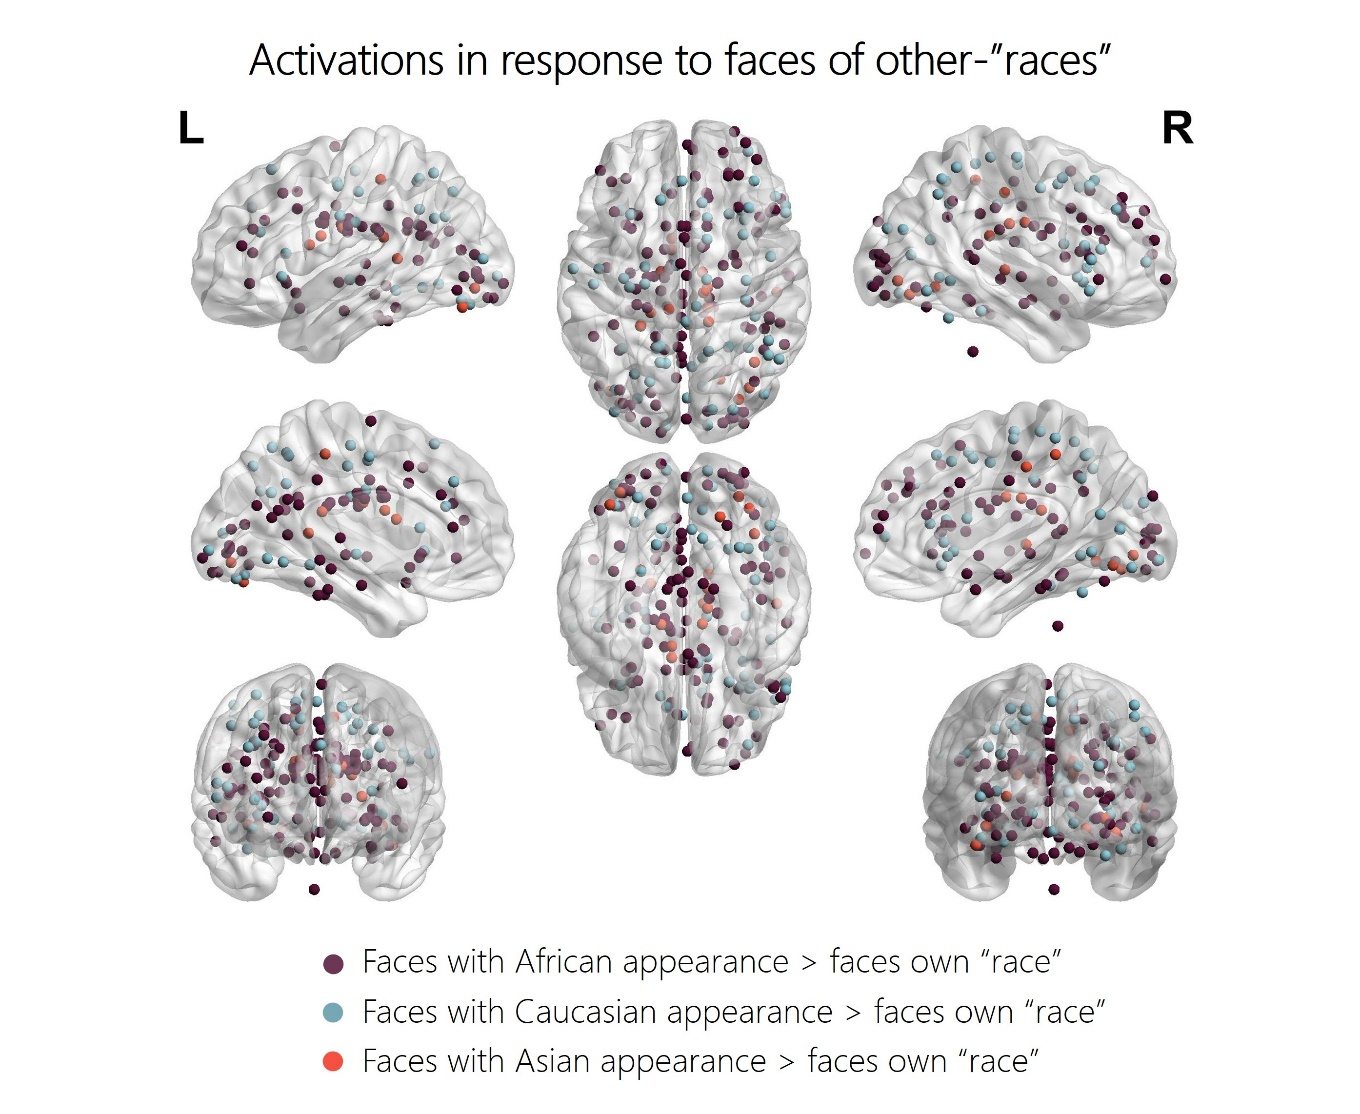 Activations in response to faces of other-”races”
L
R
Faces with African appearance > faces own “race”
Faces with Caucasian appearance > faces own “race”
Faces with Asian appearance > faces own “race”